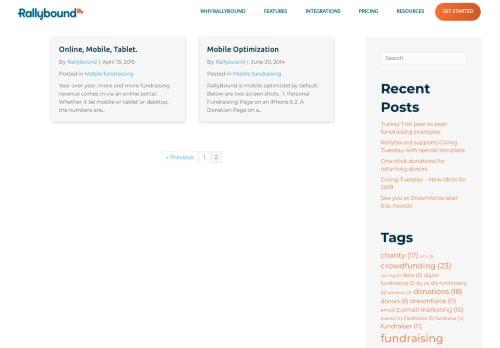 Rallybound
WHY RALLYBOUND
FEATURES
INTEGRATIONS
PRICING
RESOURCES
GET STARTED
Online, Mobile, Tablet.
By Rallybound | April 15, 2015
Posted in Mobile fundraising
Year over year, more and more fundraising
revenue comes in via an online portal.
Whether it be mobile or tablet or desktop,
the numbers are...
Mobile Optimization
By Rallybound | June 20, 2014
Posted in Mobile fundraising
RallyBound is mobile optimized by default.
Below are two screen shots: 1. Personal
Fundraising Page on an iPhone 5 2. A
Donation Page on a...
« Previous 1 2
Search
Recent
Posts
Turkey Trot peer to peer
fundraising examples
Rallybound supports Giving
Tuesday with special template
One-click donations for
returning donors
Giving Tuesday – New ideas for
2019
See you at Dreamforce later
this month!
Tags
charity (17)
crowdfunding (23)
data (5) digital
fundraising (5) diy (4) diy fundraising
(5) donations (18)
donors (8) dreamforce (11)
email (5) email marketing (10)
events (4) Facebook (5) fundraise (4)
fundraiser (11)
fundraising